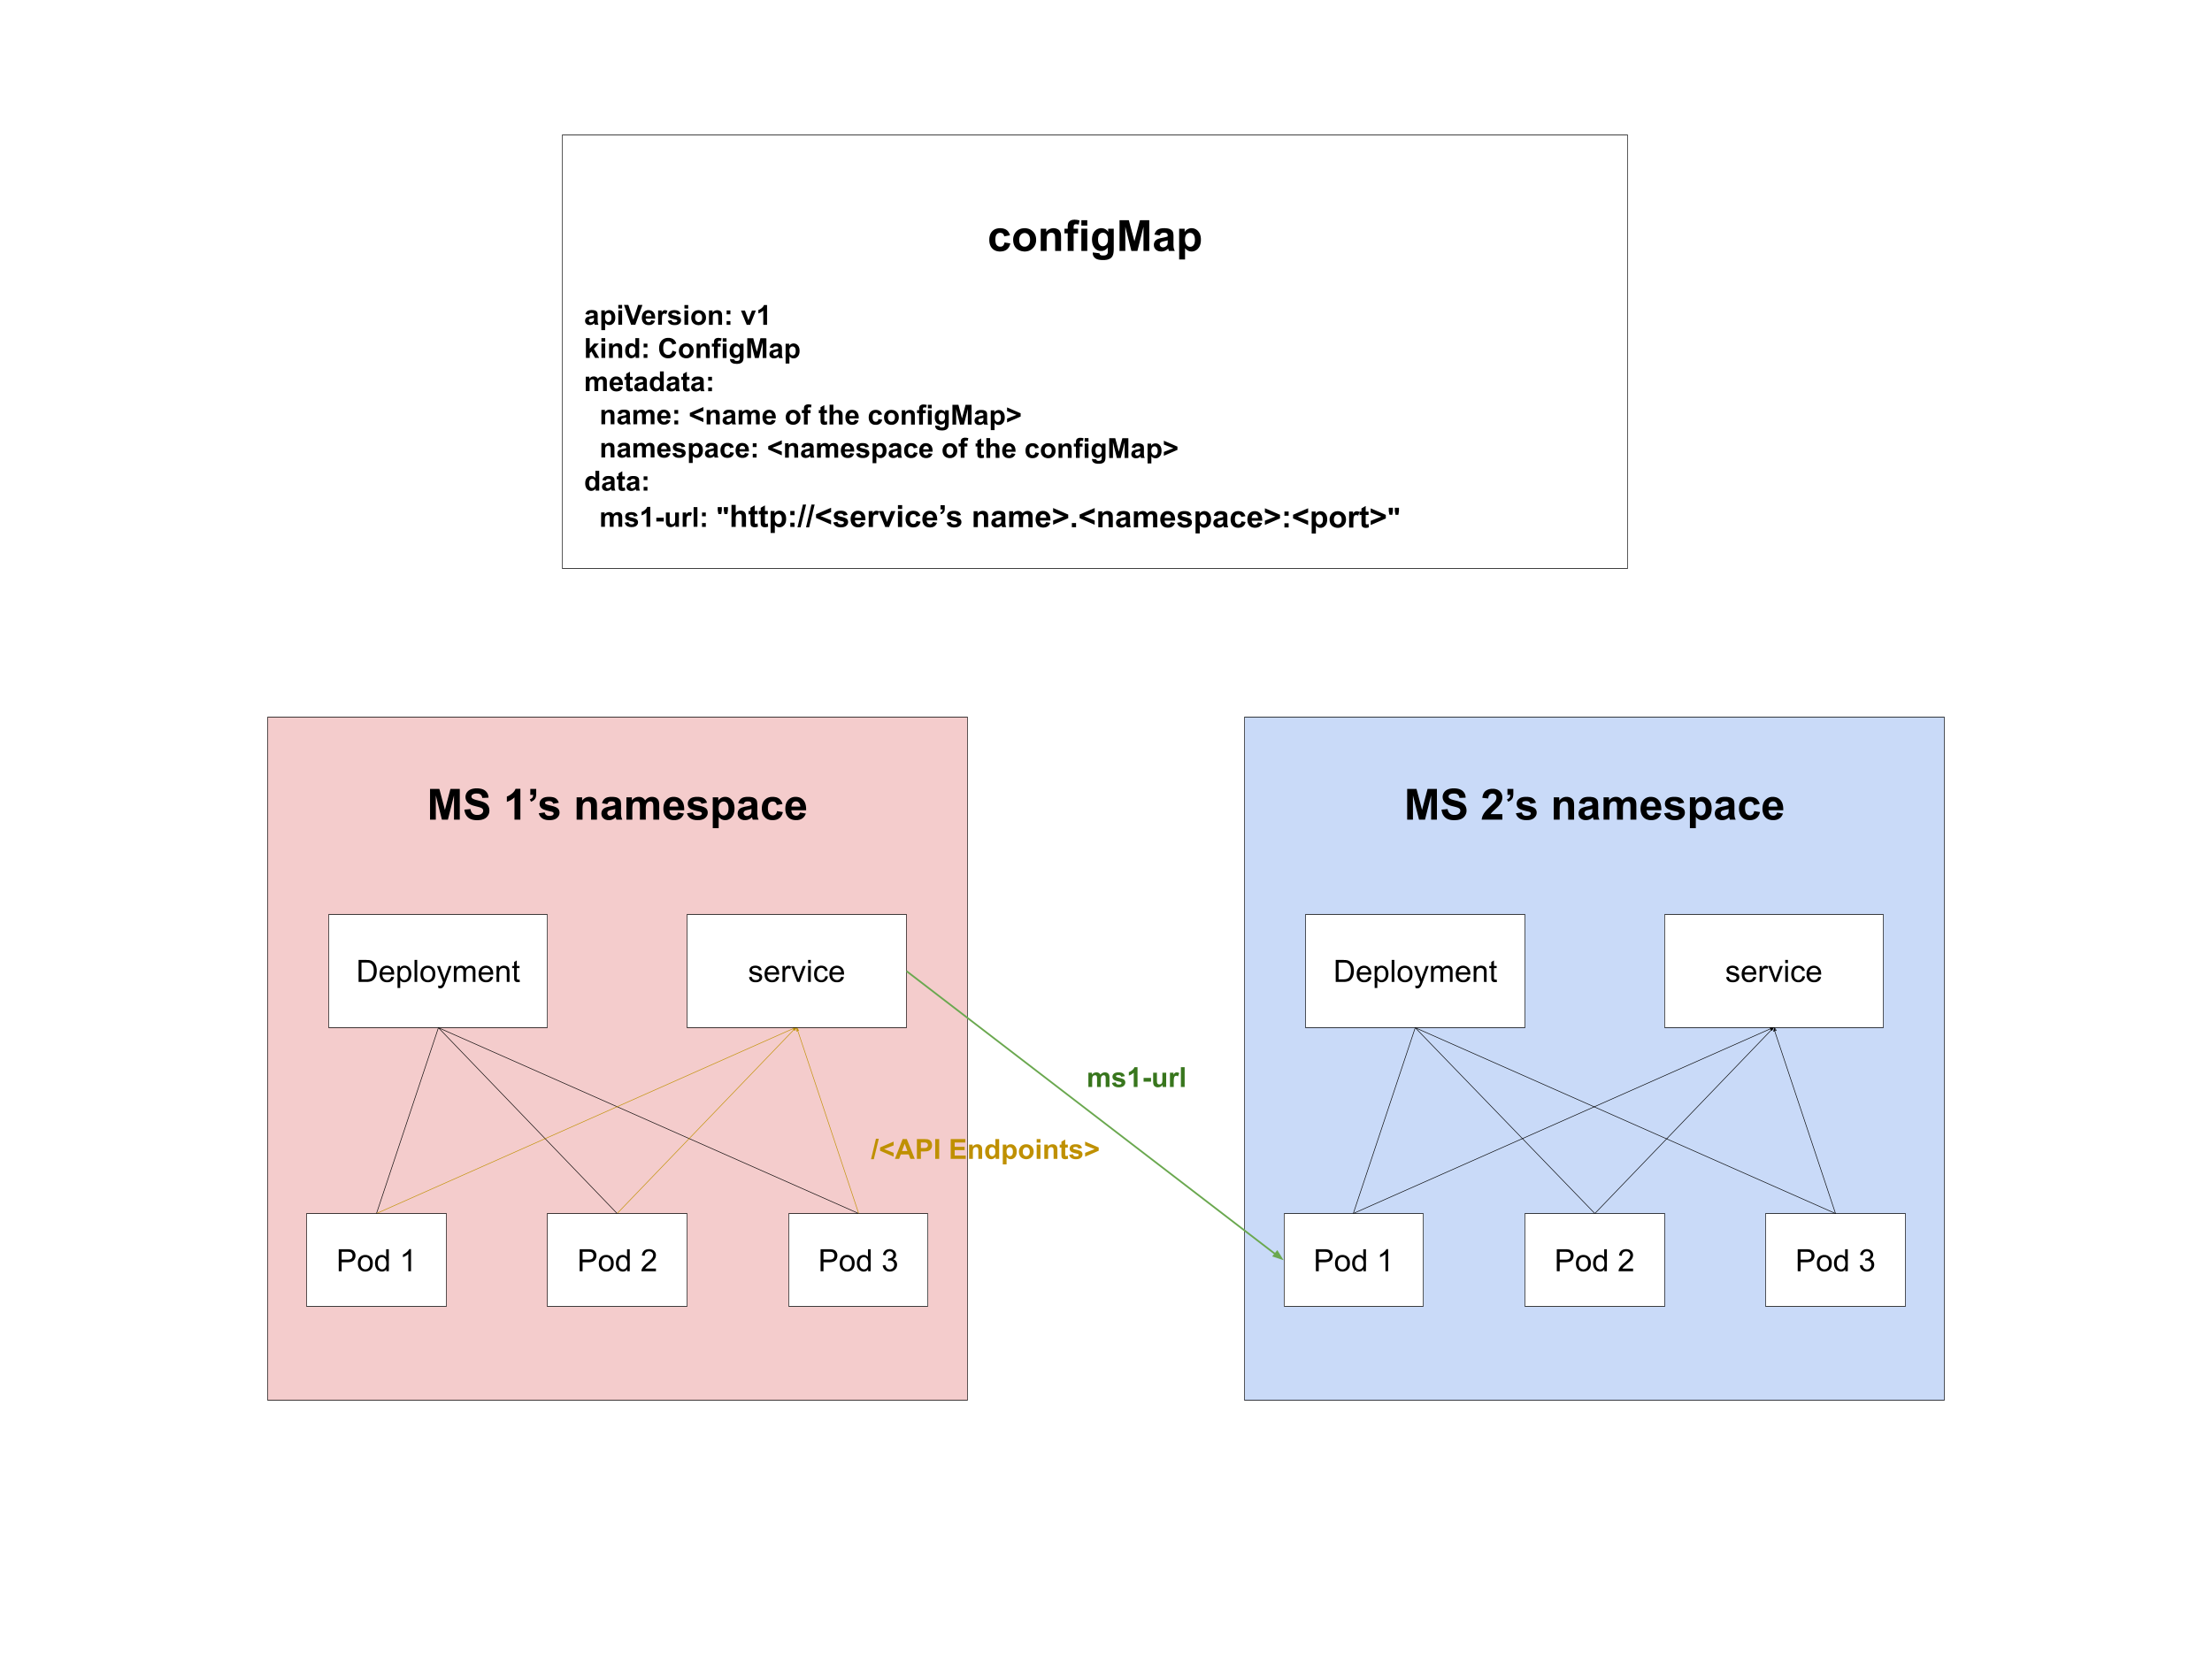 configMap
apiVersion: v1
kind: ConfigMap
metadata:
  name: <name of the configMap>
  namespace: <namespace of the configMap>
data:
  ms1-url: "http://<service’s name>.<namespace>:<port>"
MS 1’s namespace
Deployment
service
/<API Endpoints>
Pod 1
Pod 2
Pod 3
ms1-url
MS 2’s namespace
Deployment
service
Pod 1
Pod 2
Pod 3